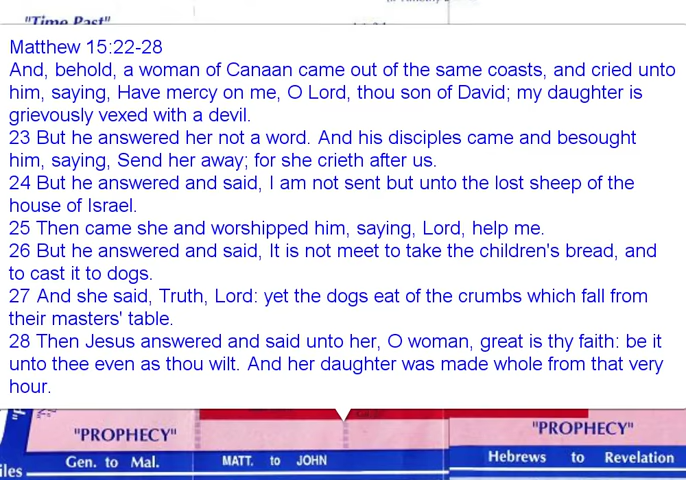 "Time Past"
Matthew 15:22-28
And, behold, a woman of Canaan came out of the same coasts, and cried unto
him, saying, Have mercy on me, O Lord, thou son of David; my daughter is
grievously vexed with a devil.
23 But he answered her not a word. And his disciples came and besought
him, saying, Send her away; for she crieth after us.
24 But he answered and said, I am not sent but unto the lost sheep of the
house of Israel.
25 Then came she and worshipped him, saying, Lord, help me.
26 But he answered and said, It is not meet to take the children's bread, and
to cast it to dogs.
27 And she said, Truth, Lord: yet the dogs eat of the crumbs which fall from
their masters' table.
28 Then Jesus answered and said unto her, O woman, great is thy faith: be it
unto thee even as thou wilt. And her daughter was made whole from that very
hour.
"PROPHECY" "PROPHECY"
iles Gen. to Mal. MATT. to JOHN Hebrews to Revelation